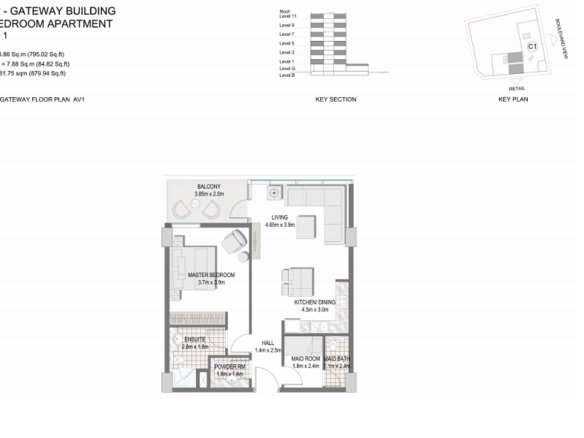 - GATEWAY BUILDING
EDROOM APARTMENT
1
.86 Sq.m (795.02 Sq.ft)
= 7.88 Sq.m (84.82 Sq.ft)
81.75 sqm (879.94 Sq.ft)
GATEWAY FLOOR PLAN AV1
Roof
Level 11
Level 9
Level 7
Level 5
Level 3
Level 1
Level G
Level B
KEY SECTION
C1
BOULEVARD VIEW
RETAIL
KEY PLAN
BALCONY
3.85m x 2.0m
LIVING
4.65m x 3.9m
MASTER BEDROOM
3.7m x 3.9m
KITCHEN/ DINING
4.5m x 3.0m
ENSUITE
2.8m x 1.8m
HALL
1.4m x 2.5m
POWDER RM
1.8m x 1.4m
MAID ROOM
1.8m x 2.4m
MAID BATH
1m x 2.4m